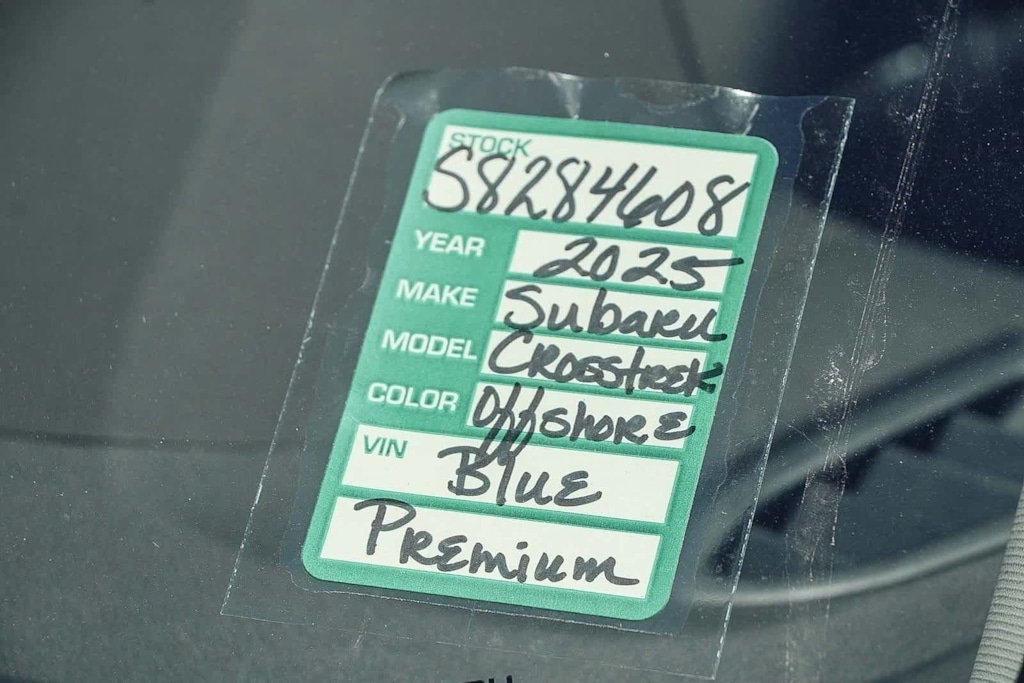 STOCK
S8284608
YEAR 2025
MAKE Subaru
MODEL CROSStREK
COLOR OffshoRE
VIN BluE
PREmium